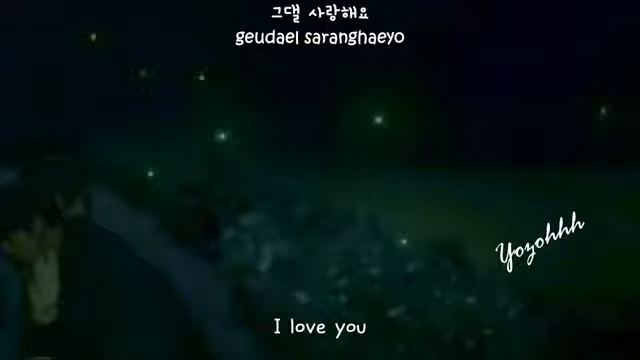 그댈 사랑해요
geudael saranghaeyo
Yozohhh
I love you